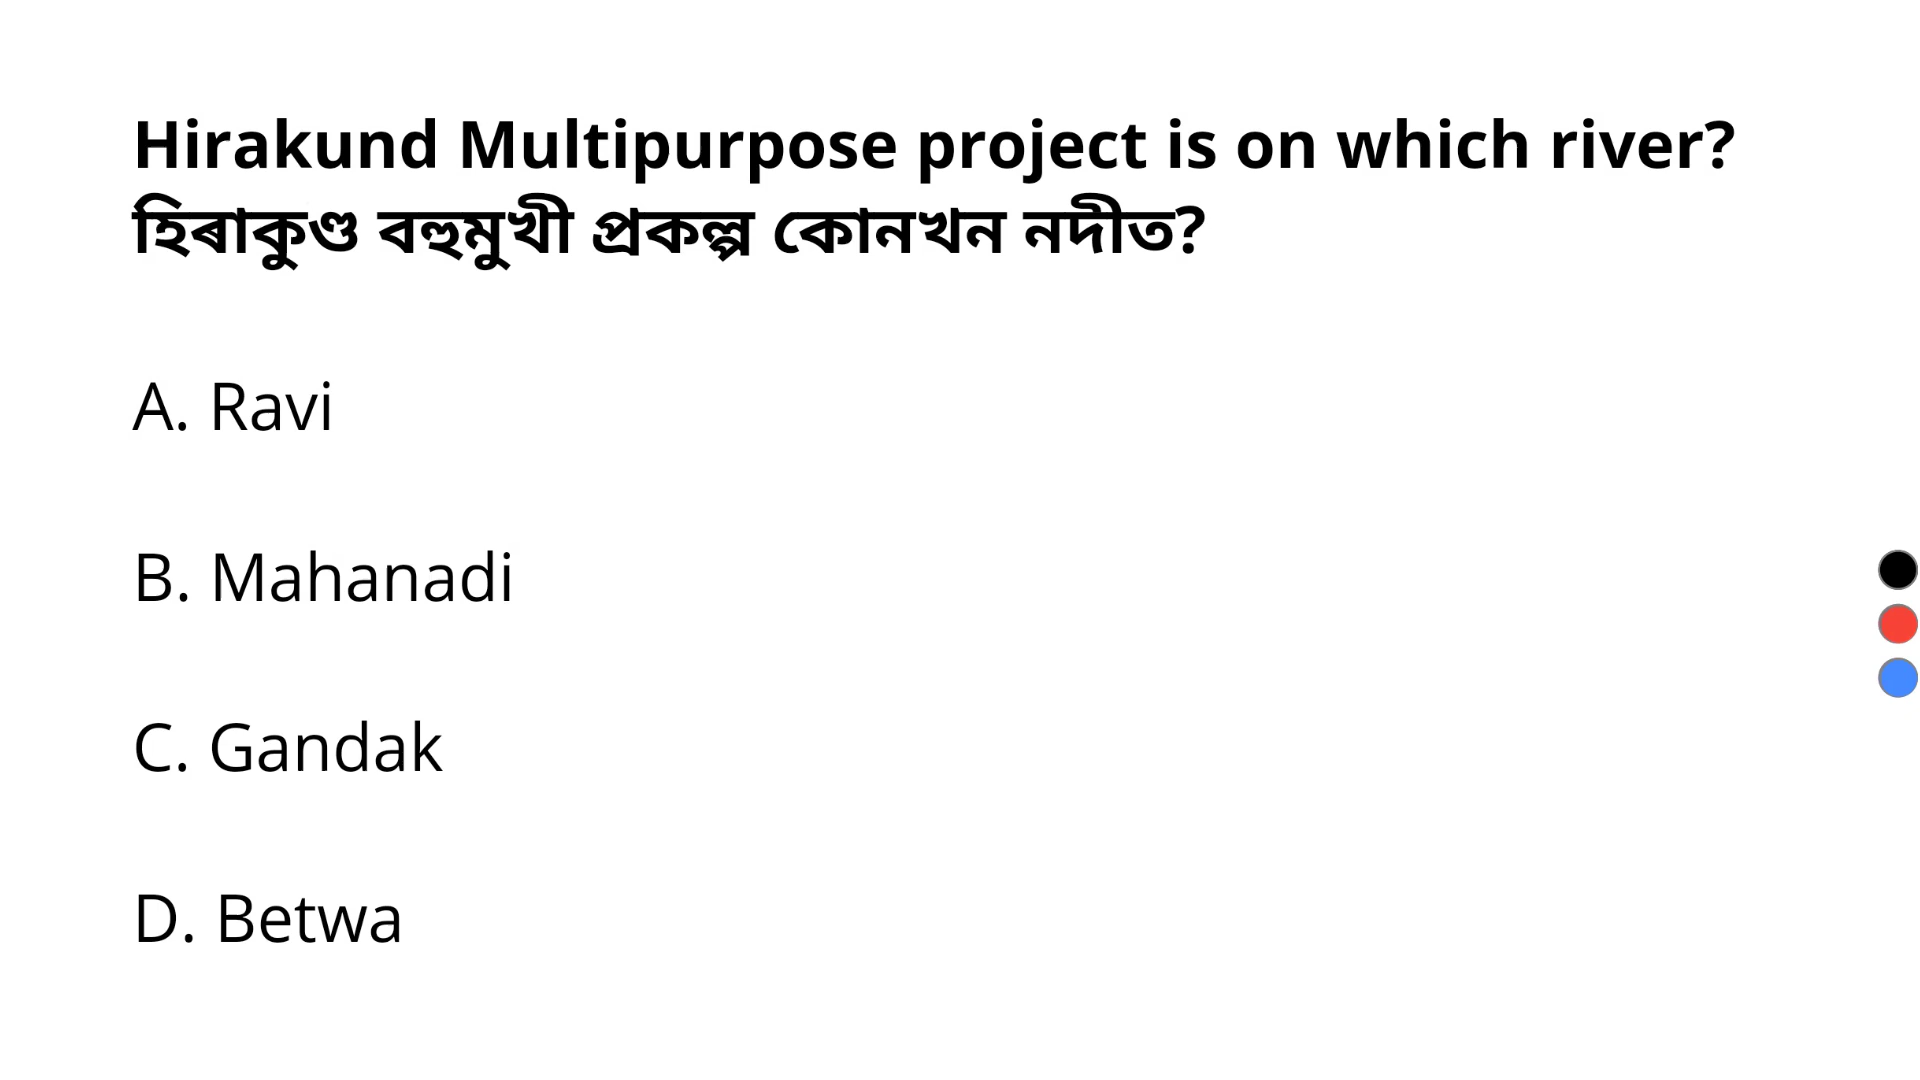 Hirakund Multipurpose project is on which river?
হিৰাকুণ্ড বহুমুখী প্ৰকল্প কোনখন নদীত?
A. Ravi
B. Mahanadi
C. Gandak
D. Betwa